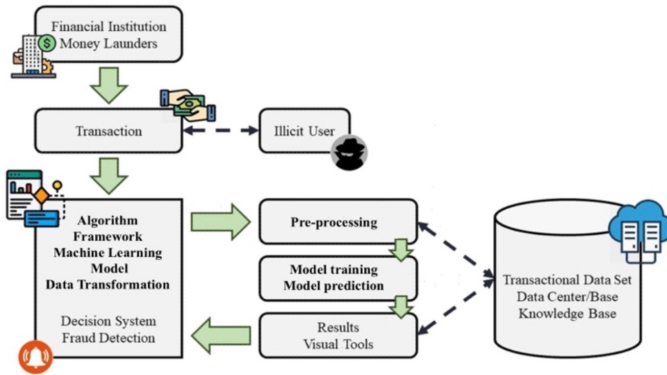 Financial Institution
Money Launders
Transaction
Illicit User
Algorithm
Framework
Machine Learning
Model
Data Transformation
Decision System
Fraud Detection
Pre-processing
Model training
Model prediction
Results
Visual Tools
Transactional Data Set
Data Center/Base
Knowledge Base